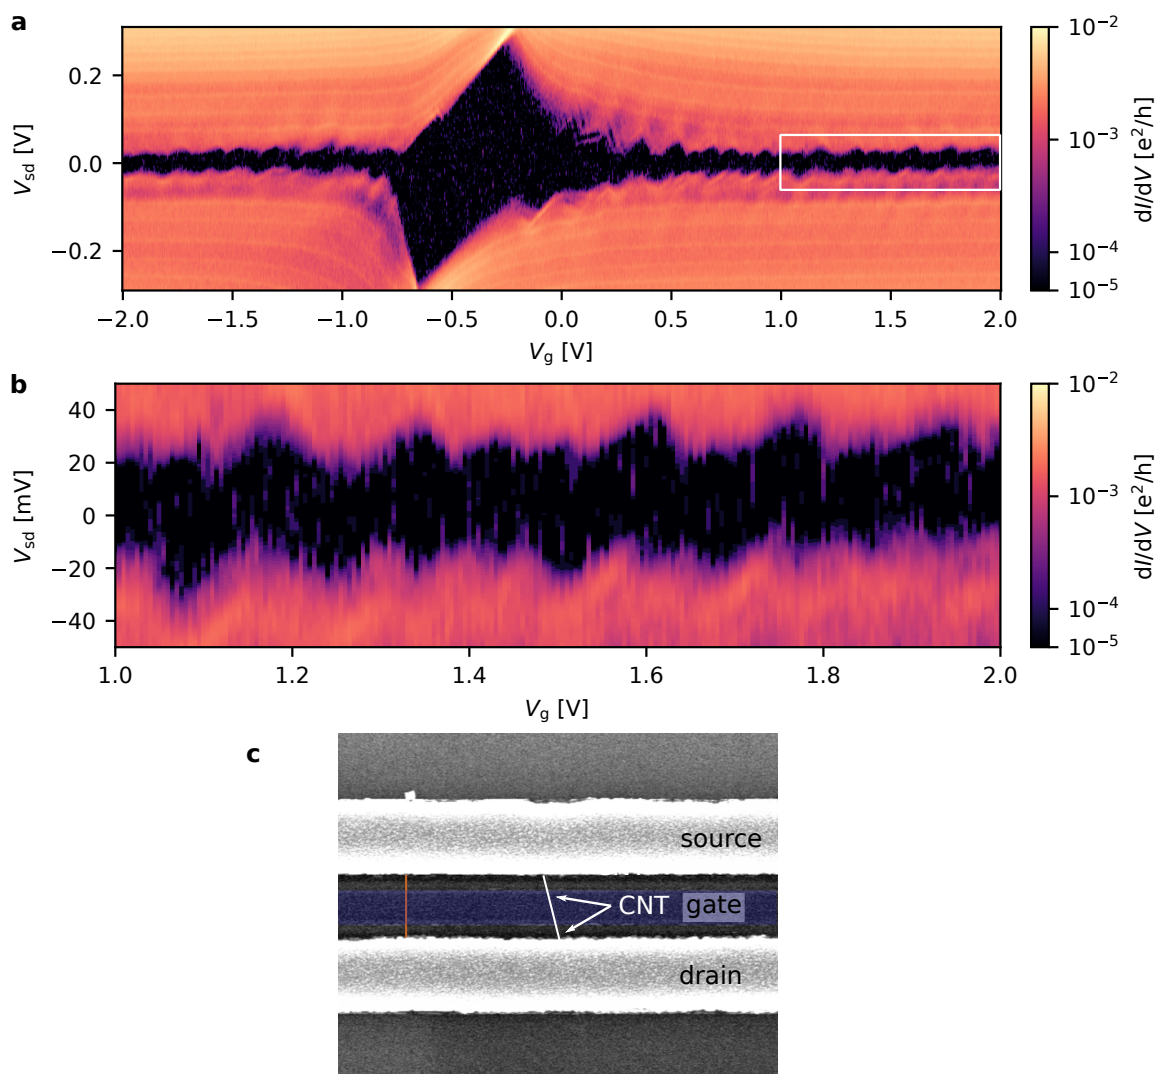 a
0.2
0.0
−0.2
V_sd [V]
−2.0 −1.5 −1.0 −0.5 0.0 0.5 1.0 1.5 2.0
V_g [V]
10⁻²
10⁻³
10⁻⁴
10⁻⁵
dI/dV [e²/h]
b
40
20
0
−20
−40
V_sd [mV]
1.0 1.2 1.4 1.6 1.8 2.0
V_g [V]
10⁻²
10⁻³
10⁻⁴
10⁻⁵
dI/dV [e²/h]
c
source
CNT gate
drain